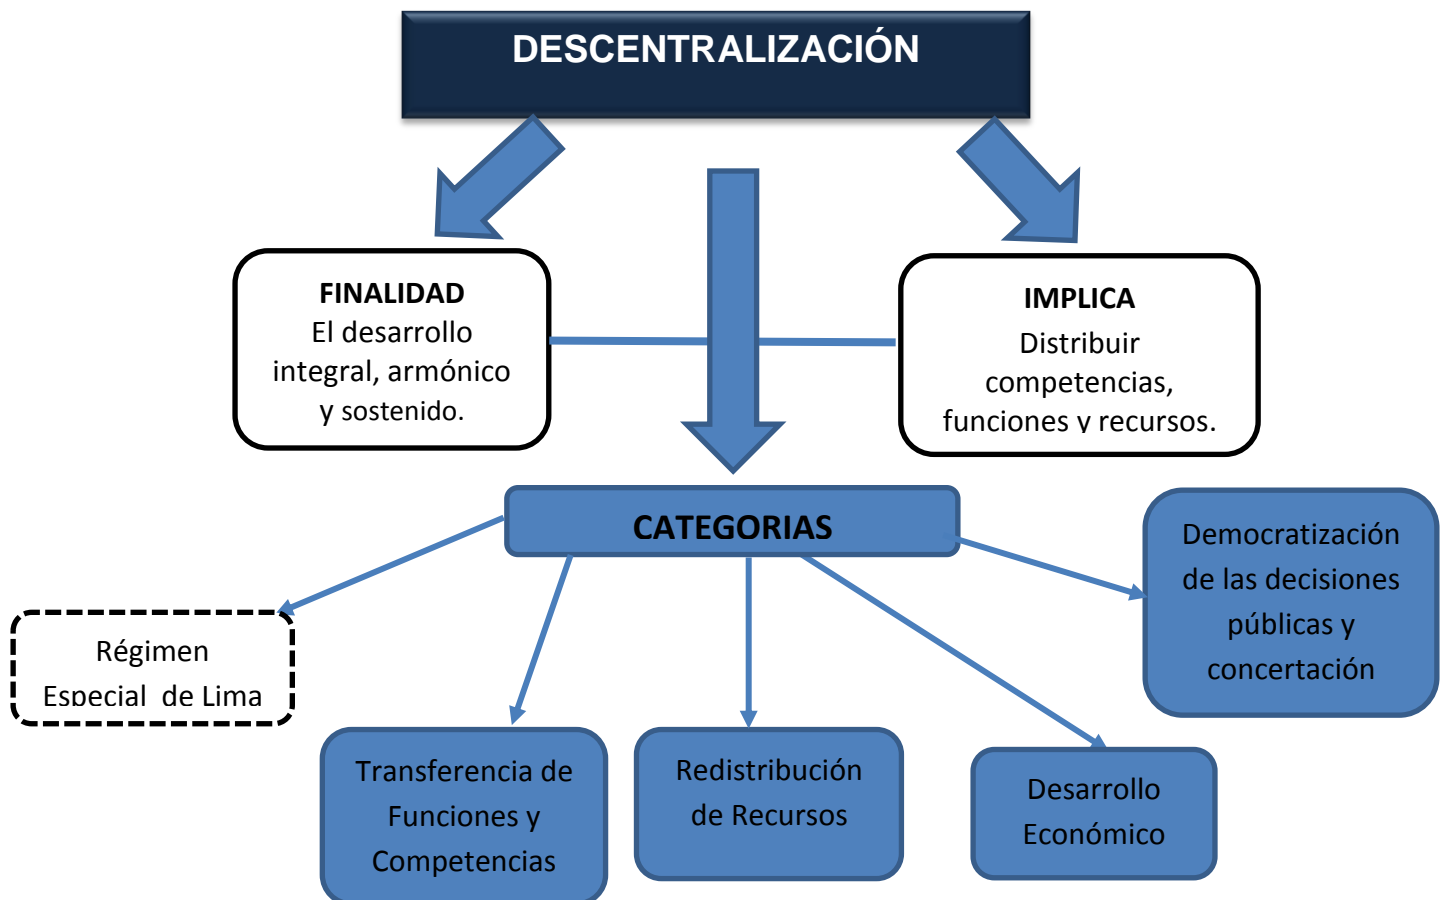 DESCENTRALIZACIÓN
FINALIDAD
El desarrollo
integral, armónico
y sostenido.
IMPLICA
Distribuir
competencias,
funciones y recursos.
CATEGORIAS
Régimen
Especial de Lima
Transferencia de
Funciones y
Competencias
Redistribución
de Recursos
Desarrollo
Económico
Democratización
de las decisiones
públicas y
concertación